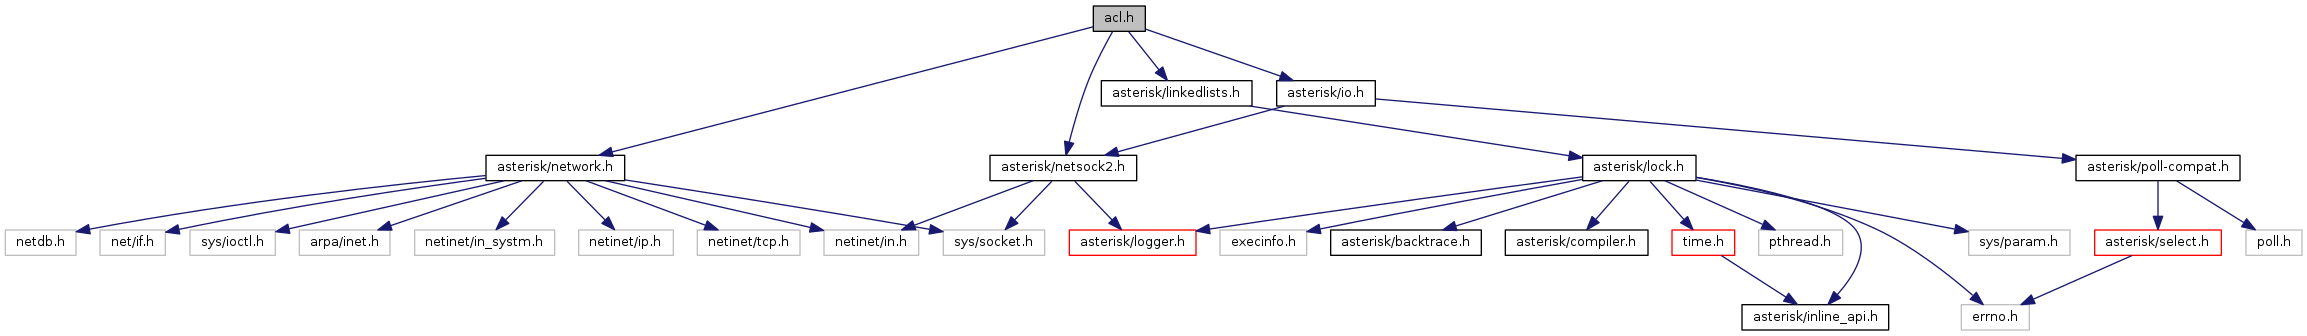 acl.h
asterisk/linkedlists.h
asterisk/io.h
asterisk/network.h
asterisk/netsock2.h
asterisk/lock.h
asterisk/poll-compat.h
netdb.h
net/if.h
sys/ioctl.h
arpa/inet.h
netinet/in_systm.h
netinet/ip.h
netinet/tcp.h
netinet/in.h
sys/socket.h
asterisk/logger.h
execinfo.h
asterisk/backtrace.h
asterisk/compiler.h
time.h
pthread.h
sys/param.h
asterisk/select.h
poll.h
asterisk/inline_api.h
errno.h